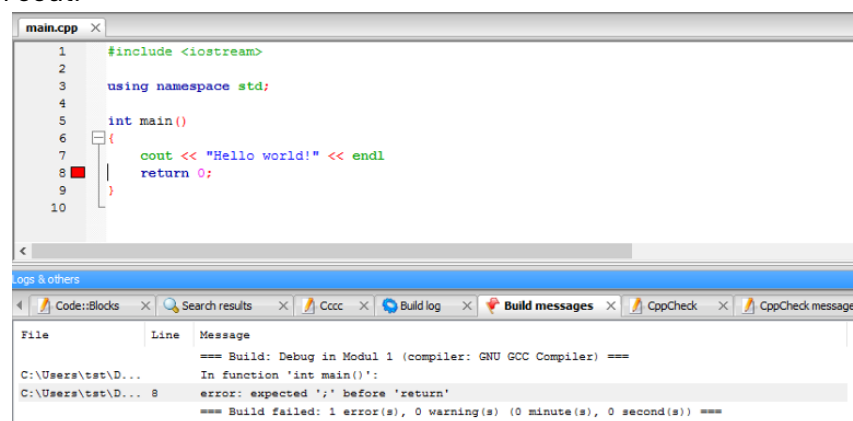 main.cpp
1 #include <iostream>
2
3 using namespace std;
4
5 int main()
6 {
7 cout << "Hello world!" << endl
8 return 0;
9 }
10
Logs & others
Code::Blocks Search results Cccc Build log Build messages CppCheck CppCheck message
File Line Message
=== Build: Debug in Modul 1 (compiler: GNU GCC Compiler) ===
C:\Users\tst\D... In function 'int main()':
C:\Users\tst\D... 8 error: expected ';' before 'return'
=== Build failed: 1 error(s), 0 warning(s) (0 minute(s), 0 second(s)) ===